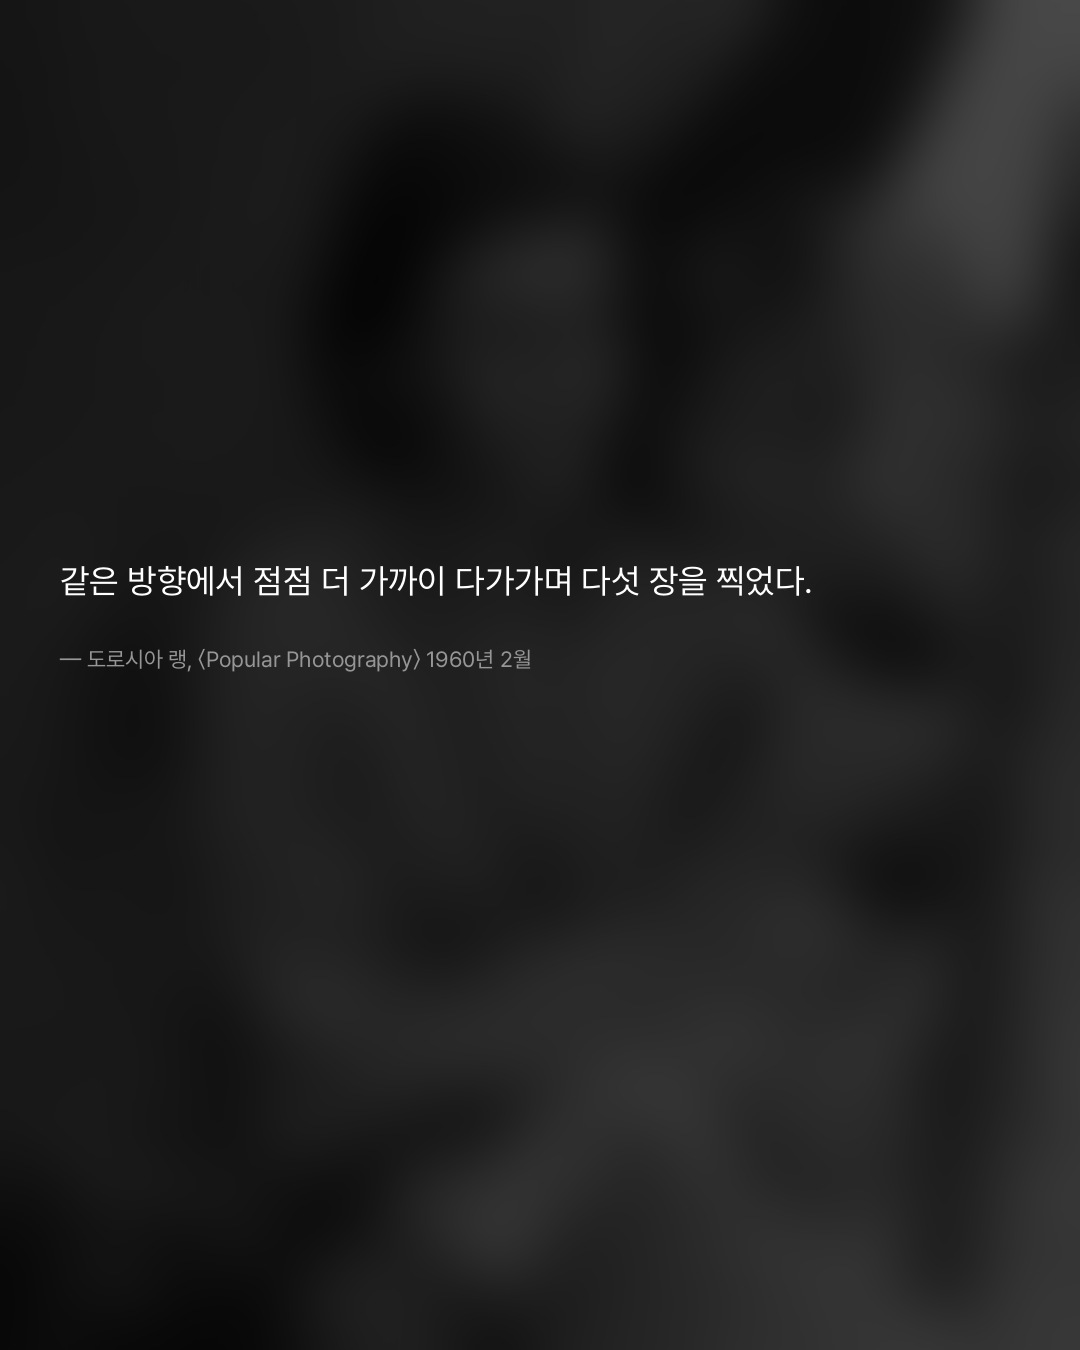 같은 방향에서 점점 더 가까이 다가가며 다섯 장을 찍었다.
— 도로시아 랭, 〈Popular Photography〉 1960년 2월